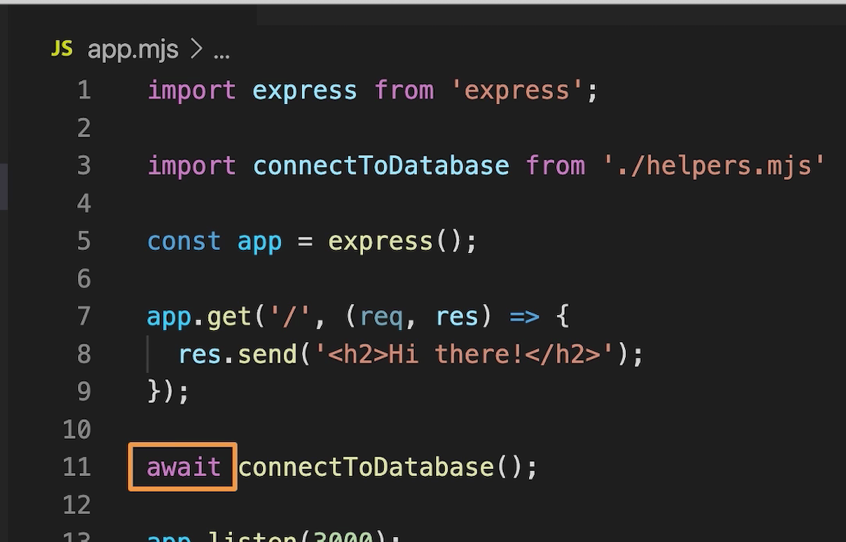 JS app.mjs > ...
1 import express from 'express';
2
3 import connectToDatabase from './helpers.mjs'
4
5 const app = express();
6
7 app.get('/', (req, res) => {
8 res.send('<h2>Hi there!</h2>');
9 });
10
11 await connectToDatabase();
12
13 app.listen(3000);